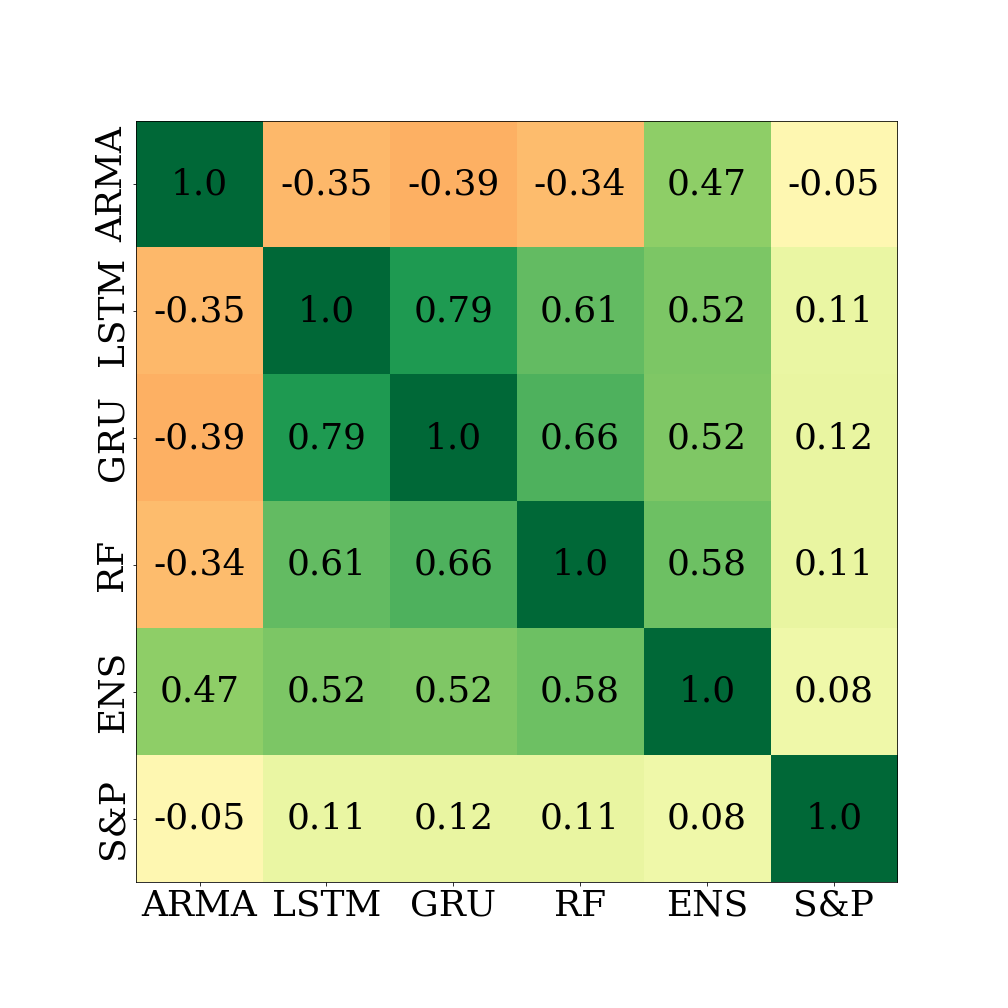 ARMA 1.0 -0.35 -0.39 -0.34 0.47 -0.05
LSTM -0.35 1.0 0.79 0.61 0.52 0.11
GRU -0.39 0.79 1.0 0.66 0.52 0.12
RF -0.34 0.61 0.66 1.0 0.58 0.11
ENS 0.47 0.52 0.52 0.58 1.0 0.08
S&P -0.05 0.11 0.12 0.11 0.08 1.0
ARMA LSTM GRU RF ENS S&P